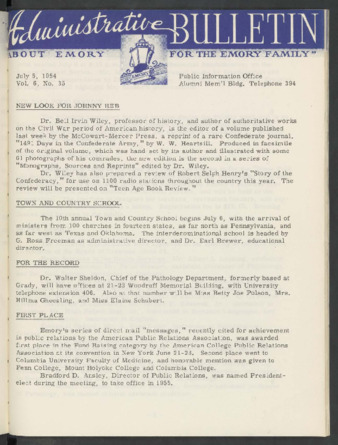 Administrative BULLETIN
ABOUT EMORY FOR THE EMORY FAMILY"
July 5, 1954 Public Information Office
Vol. 6, No. 35 Alumni Mem'l Bldg, Telephone 394
NEW LOOK FOR JOHNNY REB
Dr. Bell Irvin Wiley, professor of history, and author of authoritative works
on the Civil War period of American history, is the editor of a volume published
last week by the McCowart-Mercer Press, a reprint of a rare Confederate journal,
"1491 Days in the Confederate Army," by W. W. Heartsill. Produced in facsimile
of the original volume, which was hand set by its author and illustrated with some
61 photographs of his comrades, the new edition is the second in a series of
"Monographs, Sources and Reprints" edited by Dr. Wiley.
Dr. Wiley has also prepared a review of Robert Selph Henry's "Story of the
Confederacy," for use on 1100 radio stations throughout the country this year. The
review will be presented on "Teen Age Book Review."
TOWN AND COUNTRY SCHOOL
The 10th annual Town and Country School begins July 6, with the arrival of
ministers from 100 churches in fourteen states, as far north as Pennsylvania, and
as far west as Texas and Oklahoma. The interdenominational school is headed by
G. Ross Freeman as administrative director, and Dr. Earl Brewer, educational
director.
FOR THE RECORD
Dr. Walter Sheldon, Chief of the Pathology Department, formerly based at
Grady, will have offices at 21-23 Woodruff Memorial Building, with University
telephone extension 406. Also at that number will be Miss Betty Jos Polson, Mrs.
Billina Gheesling, and Miss Elaine Schubert.
FIRST PLACE
Emory's series of direct mail "messages," recently cited for achievement
in public relations by the American Public Relations Association, was awarded
first place in the Fund Raising category by the American College Public Relations
Association at its convention in New York June 21-24. Second place went to
Columbia University Faculty of Medicine, and honorable mention was given to
Penn College, Mount Holyoke College and Columbia College.
Bradford D. Ansley, Director of Public Relations, was named President-
elect during the meeting, to take office in 1955.